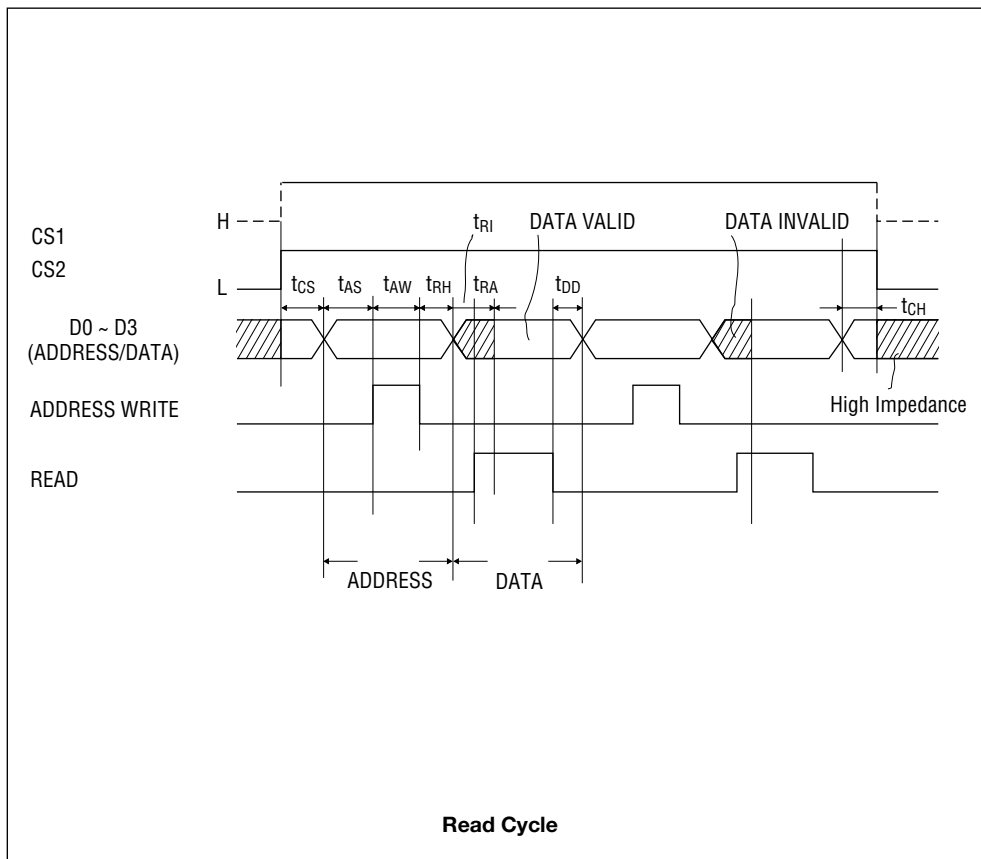 H
CS1
CS2
L
tRI
DATA VALID
DATA INVALID
tCS
tAS
tAW
tRH
tRA
tDD
tCH
D0 ~ D3
(ADDRESS/DATA)
High Impedance
ADDRESS WRITE
READ
ADDRESS
DATA
Read Cycle